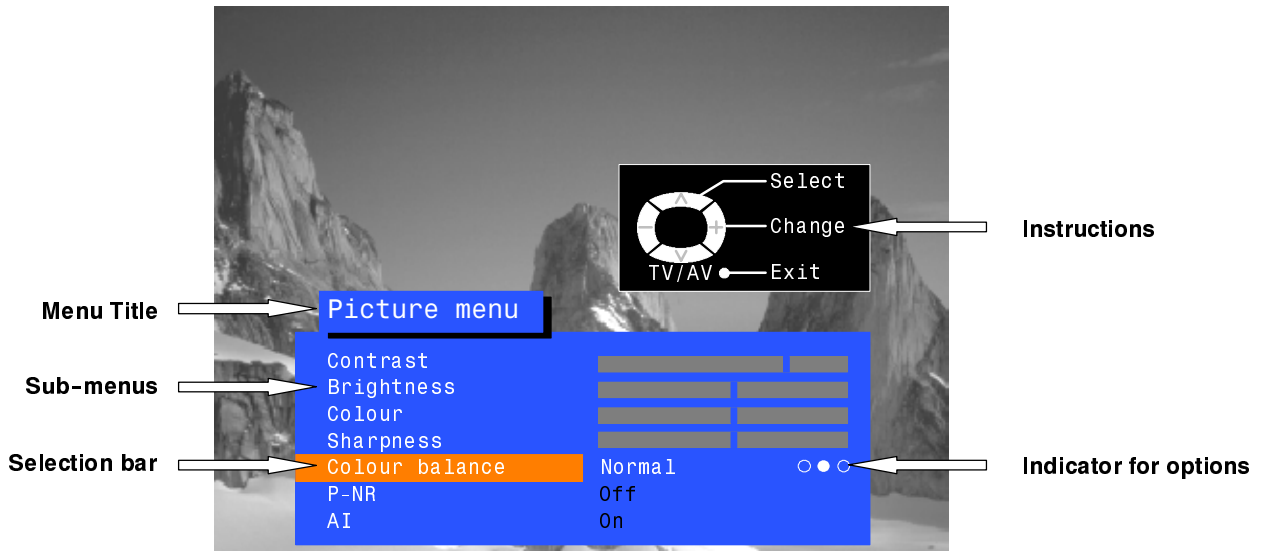 Select
Change
Instructions
TV/AV
Exit
Menu Title
Picture menu
Contrast
Sub-menus
Brightness
Colour
Sharpness
Selection bar
Colour balance
Normal
Indicator for options
P-NR
Off
AI
On